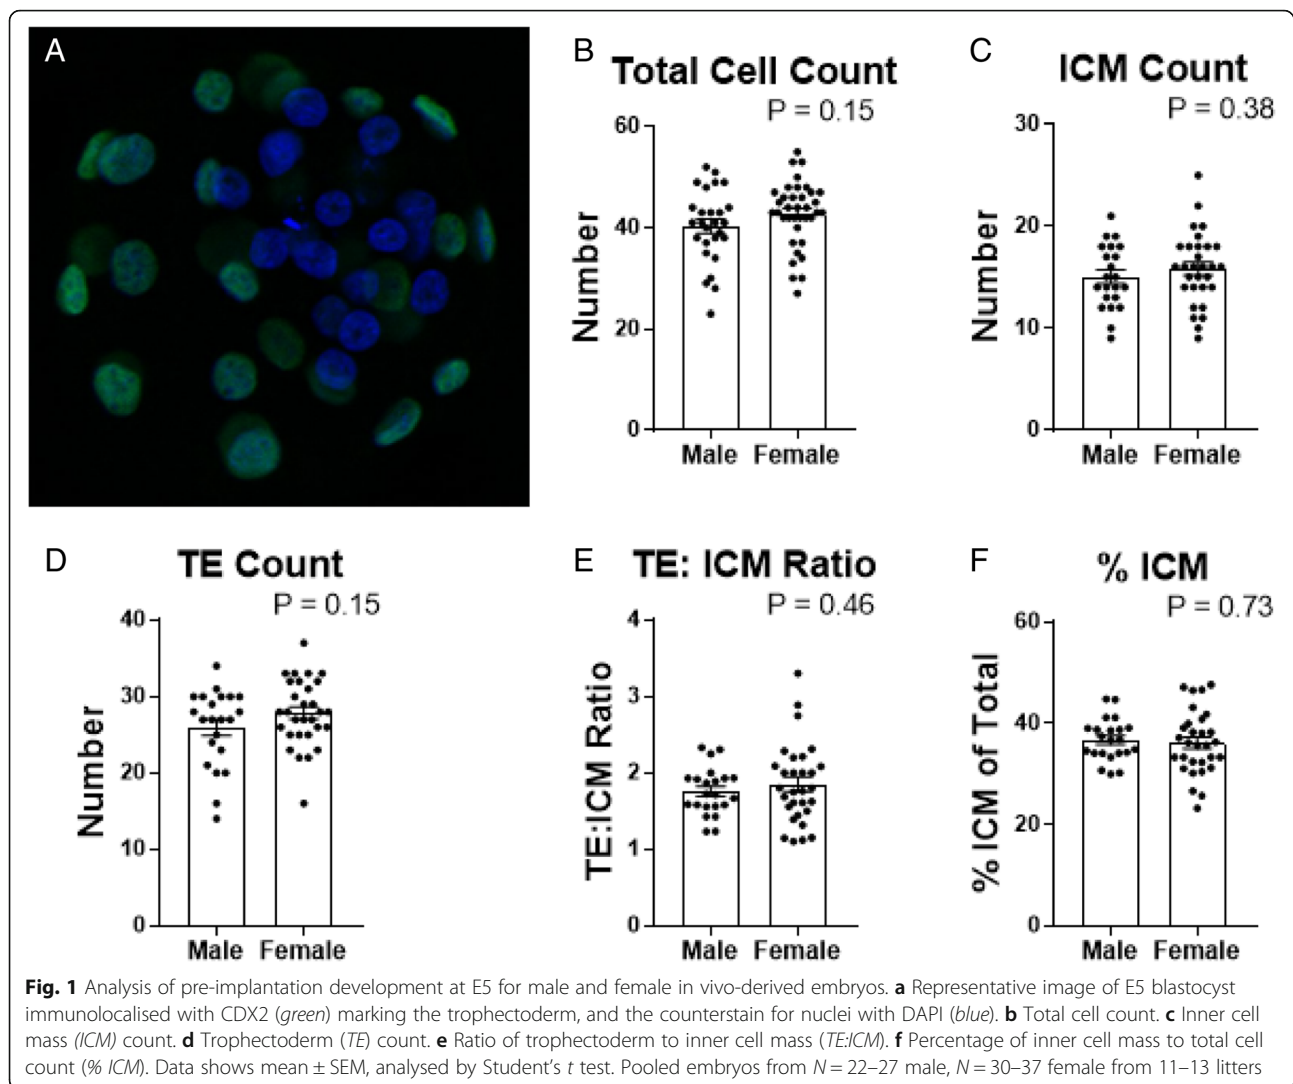 A
B
Total Cell Count
P = 0.15
Number
60
40
20
0
Male Female
C
ICM Count
P = 0.38
Number
30
20
10
0
Male Female
D
TE Count
P = 0.15
Number
40
30
20
10
0
Male Female
E
TE: ICM Ratio
P = 0.46
TE:ICM Ratio
4
3
2
1
0
Male Female
F
% ICM
P = 0.73
% ICM of Total
60
40
20
0
Male Female
Fig. 1 Analysis of pre-implantation development at E5 for male and female in vivo-derived embryos. a Representative image of E5 blastocyst
immunolocalised with CDX2 (green) marking the trophectoderm, and the counterstain for nuclei with DAPI (blue). b Total cell count. c Inner cell
mass (ICM) count. d Trophectoderm (TE) count. e Ratio of trophectoderm to inner cell mass (TE:ICM). f Percentage of inner cell mass to total cell
count (% ICM). Data shows mean ± SEM, analysed by Student's t test. Pooled embryos from N = 22–27 male, N = 30–37 female from 11–13 litters